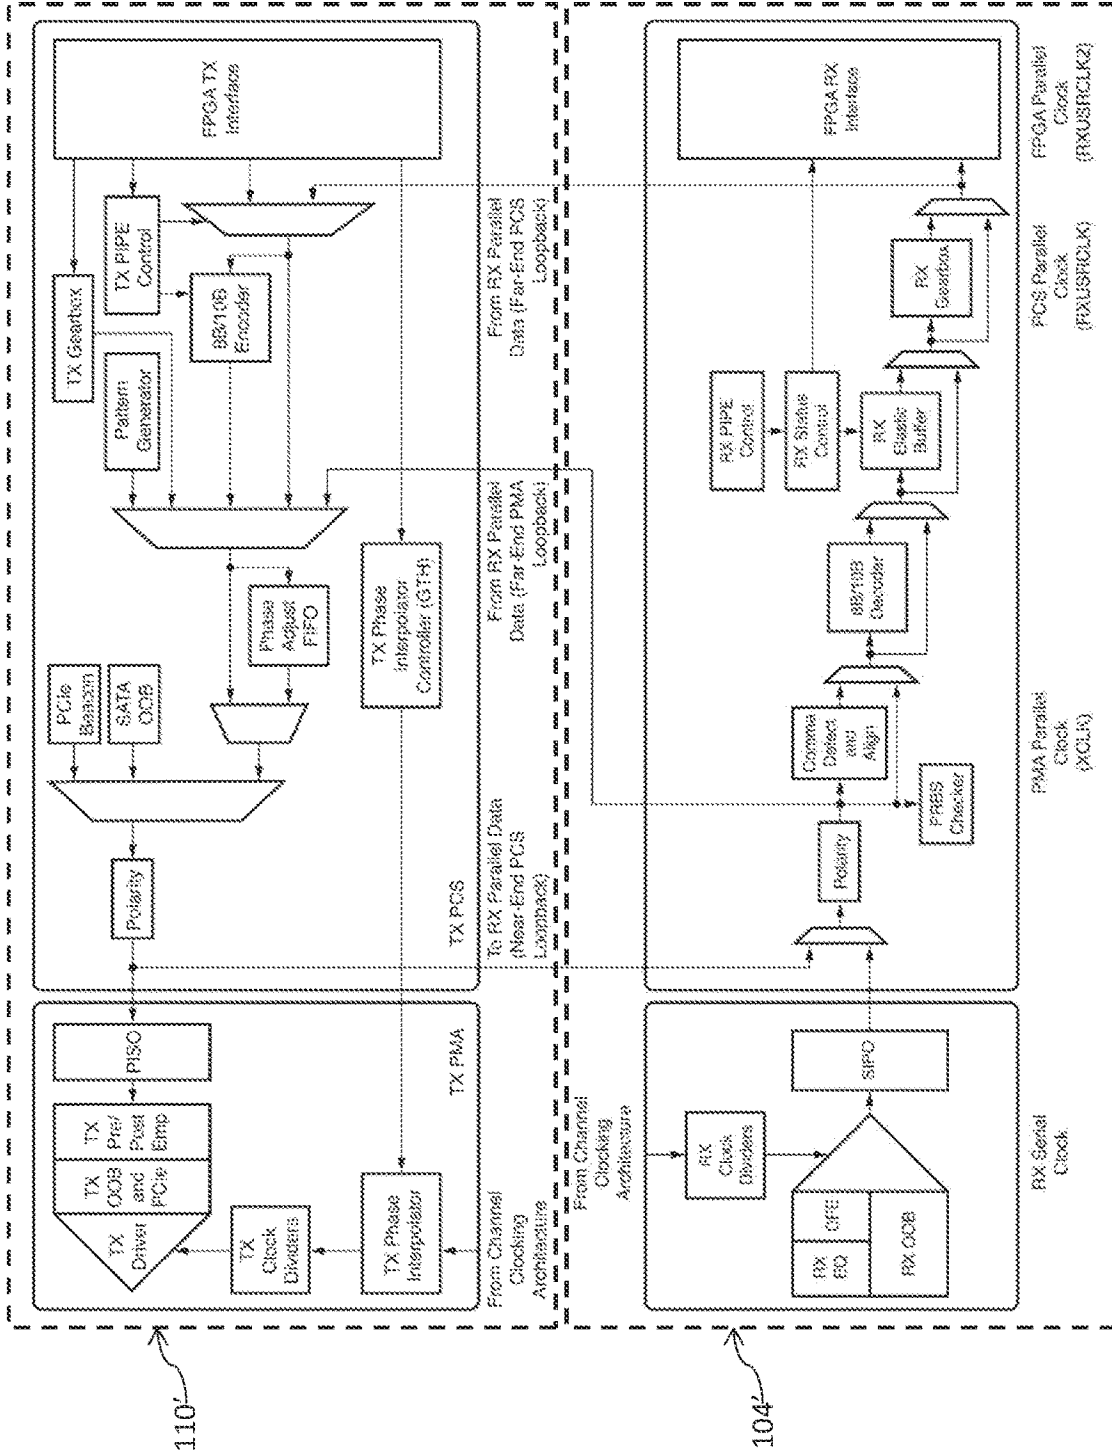 TX
Driver
TX
OOB
and
PCIe
TX
Pre/
Post
Emp
PISO
Polarity
PCIe
Beacon
SATA
OOB
Pattern
Generator
TX Gearbox
TX PIPE
Control
FPGA TX
Interface
8B/10B
Encoder
Phase
Adjust
FIFO
TX
Clock
Dividers
TX Phase
Interpolator
TX Phase
Interpolator
Controller (GTH)
TX PMA
TX PCS
From Channel
Clocking
Architecture
To RX Parallel Data
(Near-End PCS
Loopback)
From RX Parallel
Data (Far-End PMA
Loopback)
From RX Parallel
Data (Far-End PCS
Loopback)
110'
From Channel
Clocking
Architecture
RX
Clock
Dividers
RX
EQ
DFE
RX OOB
SIPO
Polarity
Comma
Detect
and
Align
PRBS
Checker
8B/10B
Decoder
RX PIPE
Control
RX Status
Control
RX
Elastic
Buffer
RX
Gearbox
FPGA RX
Interface
RX Serial
Clock
PMA Parallel
Clock
(XCLK)
PCS Parallel
Clock
(RXUSRCLK)
FPGA Parallel
Clock
(RXUSRCLK2)
104'